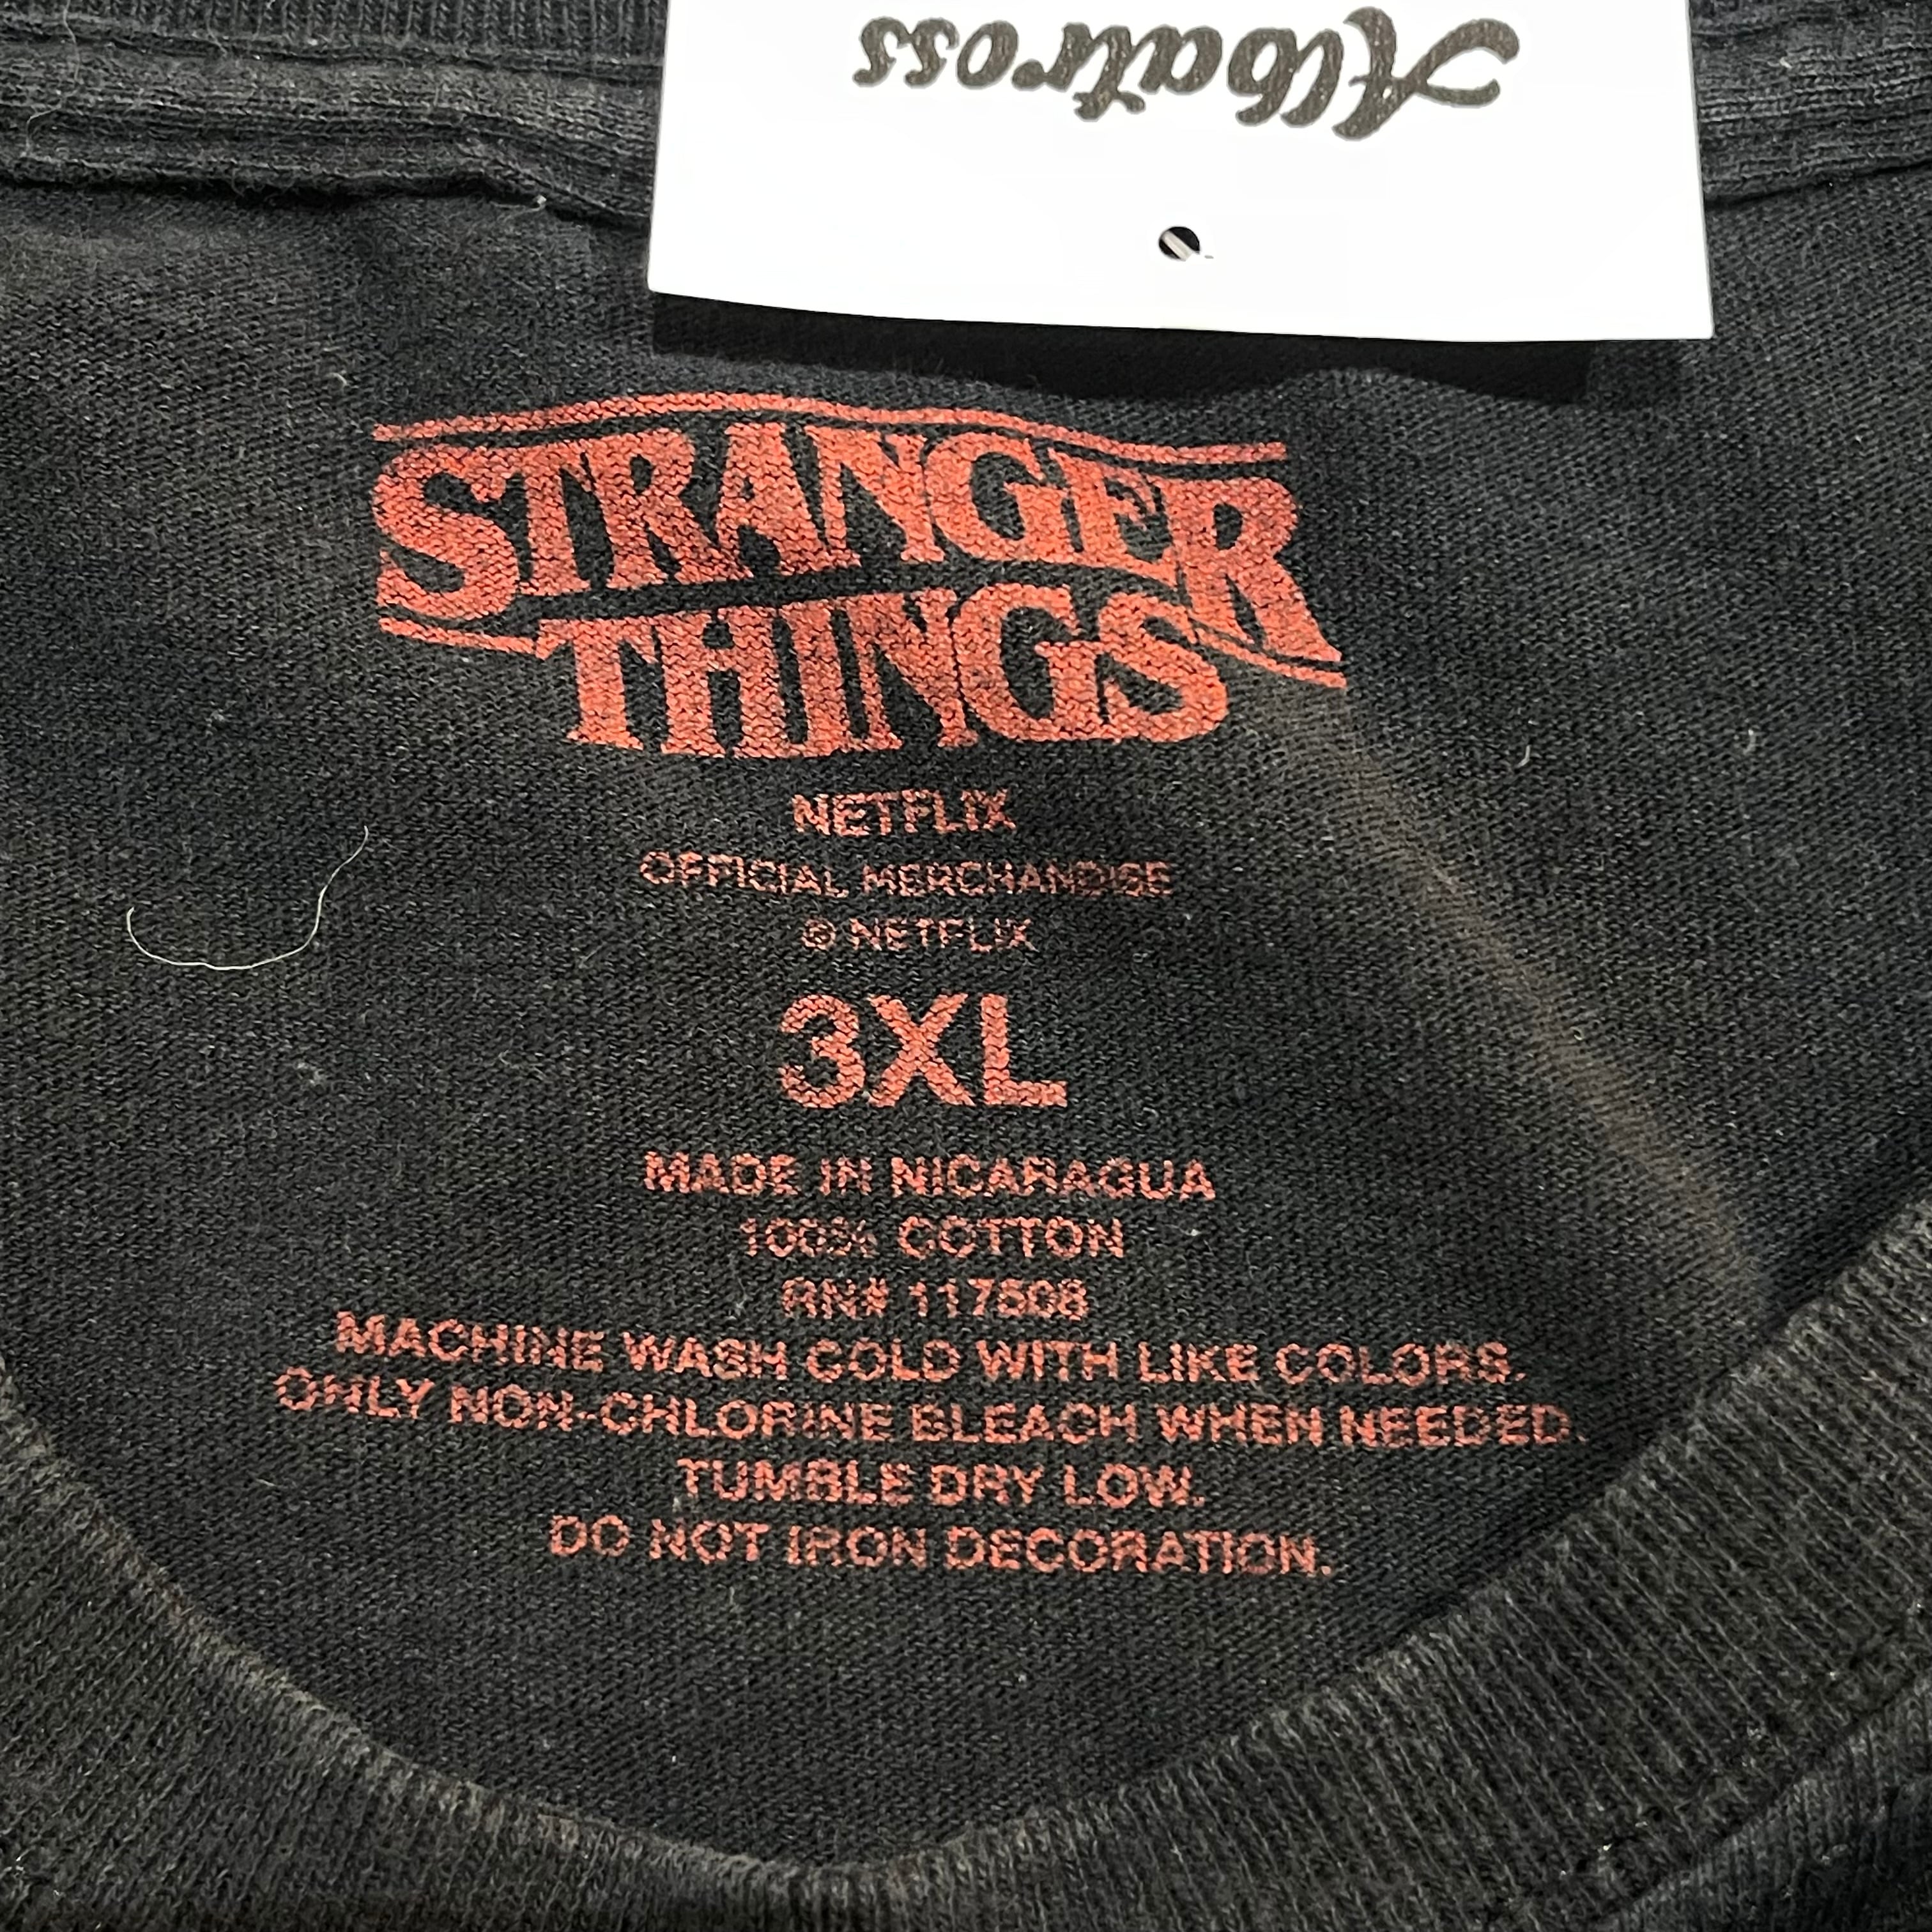 Albatross
STRANGER
THINGS
NETFLIX
OFFICIAL MERCHANDISE
© NETFLIX
3XL
MADE IN NICARAGUA
100% COTTON
RN# 117508
MACHINE WASH COLD WITH LIKE COLORS.
ONLY NON-CHLORINE BLEACH WHEN NEEDED.
TUMBLE DRY LOW.
DO NOT IRON DECORATION.